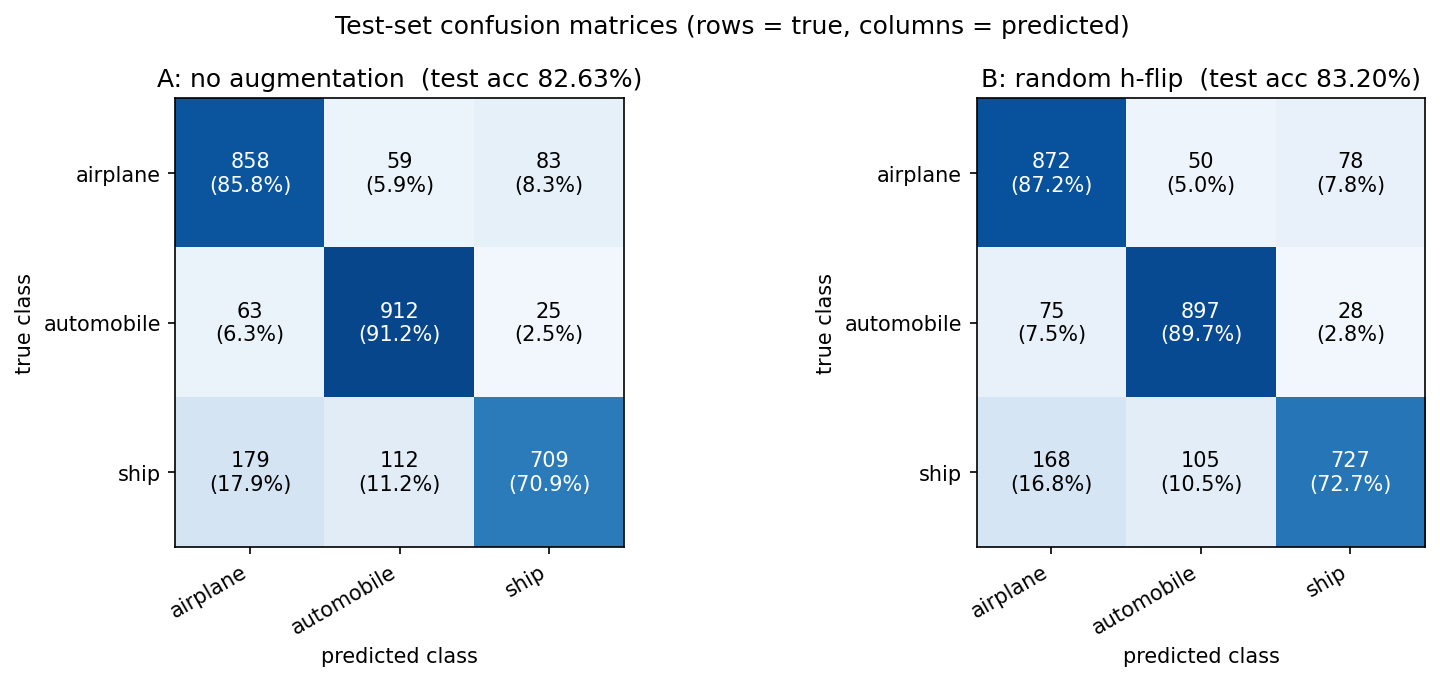 Test-set confusion matrices (rows = true, columns = predicted)
A: no augmentation  (test acc 82.63%)
true class
airplane
858
(85.8%)
59
(5.9%)
83
(8.3%)
automobile
63
(6.3%)
912
(91.2%)
25
(2.5%)
ship
179
(17.9%)
112
(11.2%)
709
(70.9%)
airplane
automobile
ship
predicted class
B: random h-flip  (test acc 83.20%)
true class
airplane
872
(87.2%)
50
(5.0%)
78
(7.8%)
automobile
75
(7.5%)
897
(89.7%)
28
(2.8%)
ship
168
(16.8%)
105
(10.5%)
727
(72.7%)
airplane
automobile
ship
predicted class